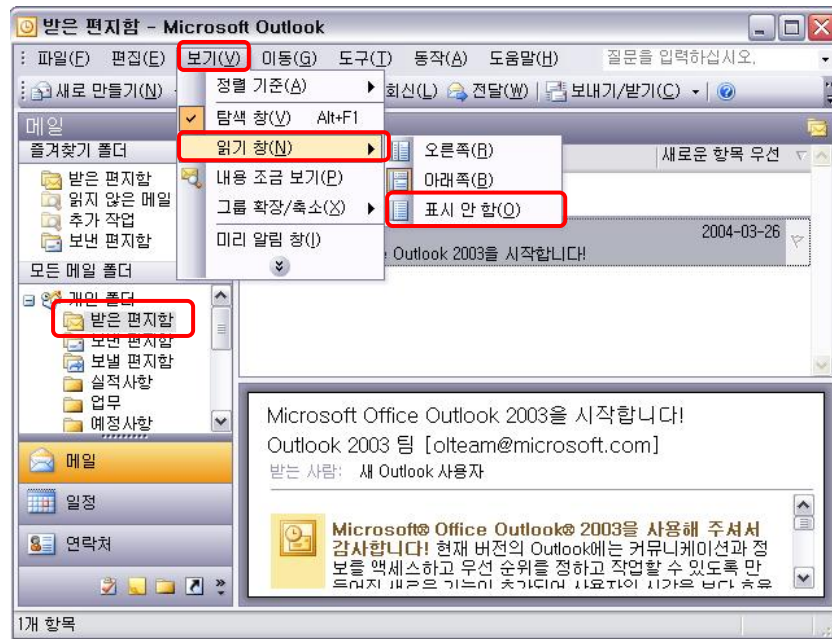 받은 편지함 - Microsoft Outlook
파일(F) 편집(E) 보기(V) 이동(G) 도구(T) 동작(A) 도움말(H) 질문을 입력하십시오.
새로 만들기(N) 회신(L) 전달(W) 보내기/받기(C)
정렬 기준(A)
탐색 창(V) Alt+F1
읽기 창(N)
내용 조금 보기(P)
그룹 확장/축소(X)
미리 알림 창(I)
오른쪽(R)
아래쪽(B)
표시 안 함(O)
메일
즐겨찾기 폴더
받은 편지함
읽지 않은 메일
추가 작업
보낸 편지함
모든 메일 폴더
개인 폴더
받은 편지함
보낸 편지함
보낼 편지함
실적사항
업무
예정사항
메일
일정
연락처
새로운 항목 우선
2004-03-26
Outlook 2003을 시작합니다!
Microsoft Office Outlook 2003을 시작합니다!
Outlook 2003 팀 [olteam@microsoft.com]
받는 사람: 새 Outlook 사용자
Microsoft® Office Outlook® 2003을 사용해 주셔서
감사합니다! 현재 버전의 Outlook에는 커뮤니케이션과 정
보를 액세스하고 우선 순위를 정하고 작업할 수 있도록 만
1개 항목